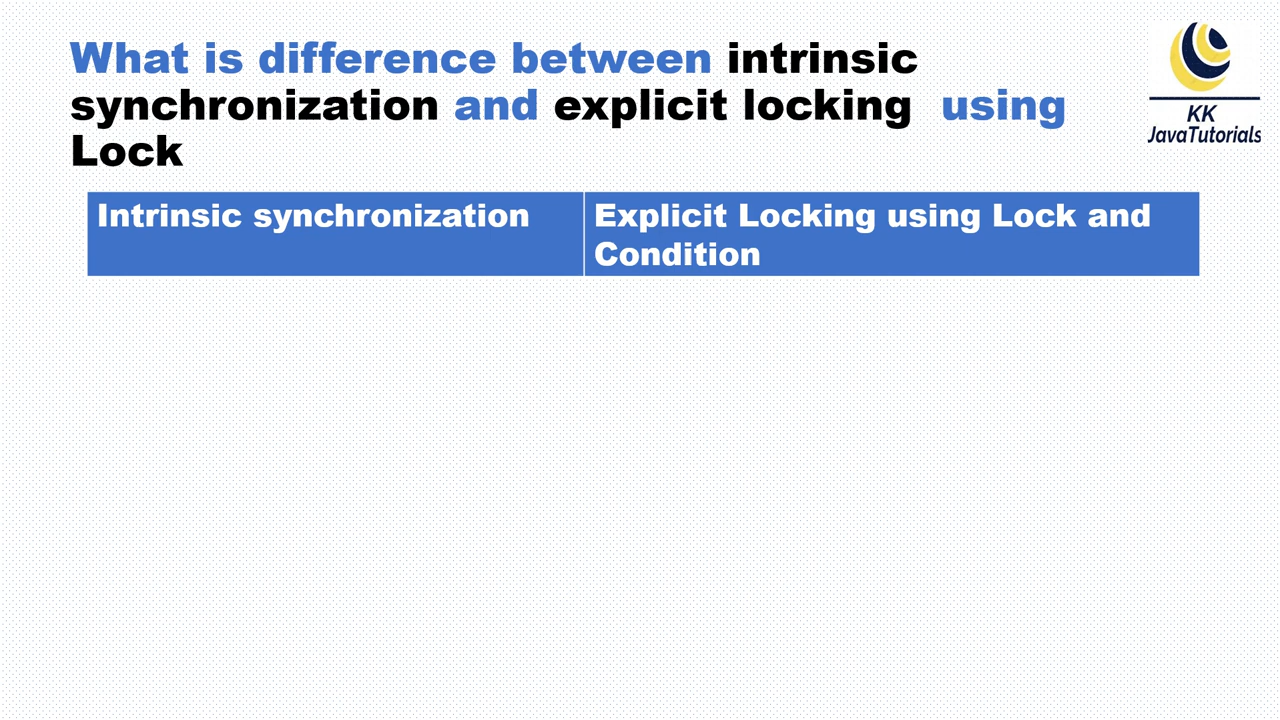 What is difference between intrinsic
synchronization and explicit locking using
Lock
KK
JavaTutorials
Intrinsic synchronization
Explicit Locking using Lock and
Condition